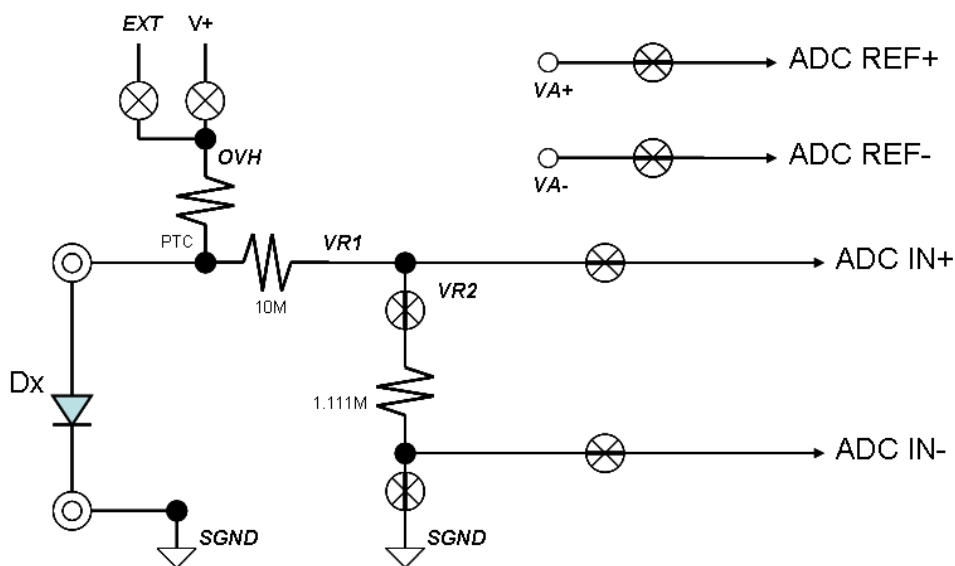 EXT V+
ADC REF+
VA+
OVH
ADC REF-
VA-
PTC
VR1
ADC IN+
10M
VR2
Dx
1.111M
ADC IN-
SGND
SGND